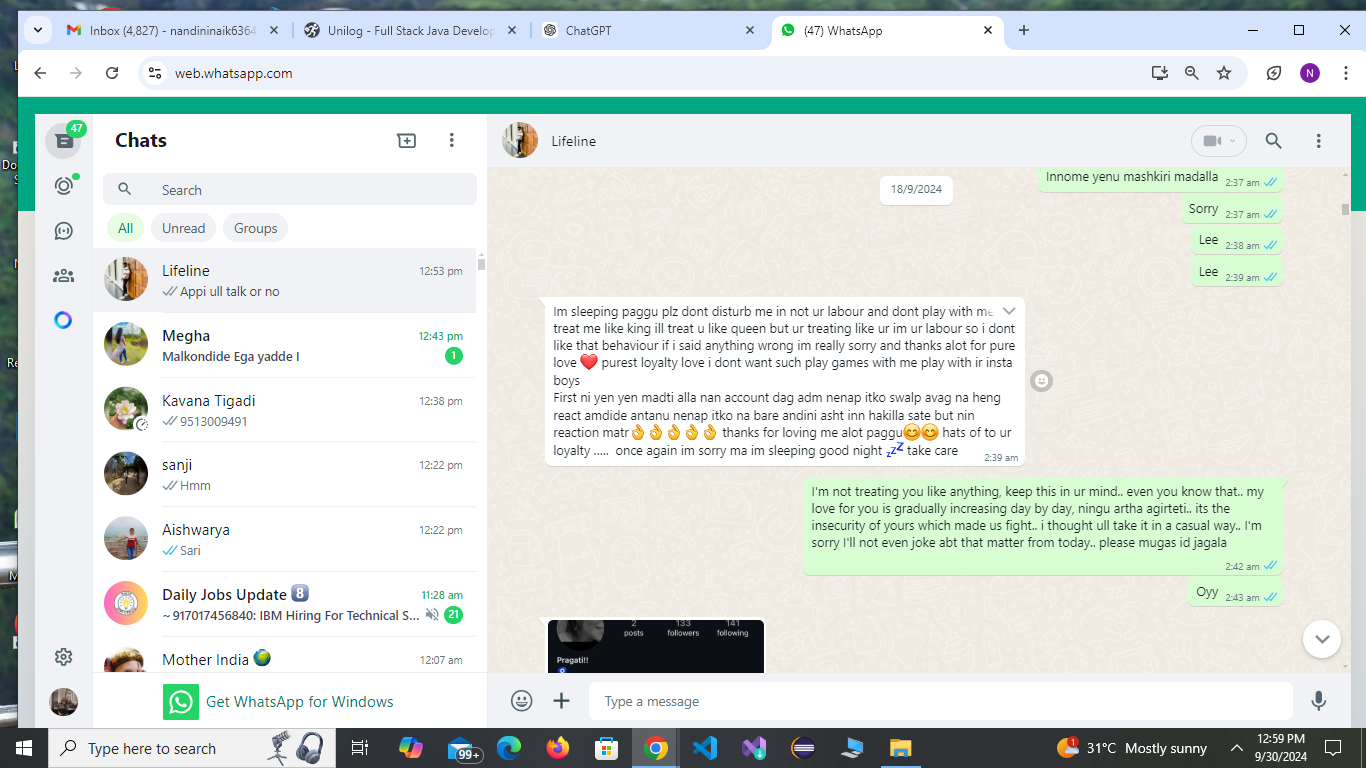 Inbox (4,827) - nandininaik6364
Unilog - Full Stack Java Develop
ChatGPT
(47) WhatsApp
web.whatsapp.com
N
47
Chats
Search
All
Unread
Groups
Lifeline
12:53 pm
Appi ull talk or no
Megha
12:43 pm
Malkondide Ega yadde I
1
Kavana Tigadi
12:38 pm
9513009491
sanji
12:22 pm
Hmm
Aishwarya
12:22 pm
Sari
Daily Jobs Update 8
11:28 am
~917017456840: IBM Hiring For Technical S...
21
Mother India 🌍
12:07 am
Get WhatsApp for Windows
Lifeline
18/9/2024
Innome yenu mashkiri madalla
2:37 am
Sorry
2:37 am
Lee
2:38 am
Lee
2:39 am
Im sleeping paggu plz dont disturb me in not ur labour and dont play with me
treat me like king ill treat u like queen but ur treating like ur im ur labour so i dont
like that behaviour if i said anything wrong im really sorry and thanks alot for pure
love ❤️ purest loyalty love i dont want such play games with me play with ir insta
boys
First ni yen yen madti alla nan account dag adm nenap itko swalp avag na heng
react amdide antanu nenap itko na bare andini asht inn hakilla sate but nin
reaction matr👌👌👌👌👌 thanks for loving me alot paggu😊😊 hats of to ur
loyalty ..... once again im sorry ma im sleeping good night 💤 take care
2:39 am
I'm not treating you like anything, keep this in ur mind.. even you know that.. my
love for you is gradually increasing day by day, ningu artha agirteti.. its the
insecurity of yours which made us fight.. i thought ull take it in a casual way.. I'm
sorry I'll not even joke abt that matter from today.. please mugas id jagala
2:42 am
Oyy
2:43 am
2 133 141
posts followers following
Pragati!!
Type a message
Type here to search
99+
1
31°C Mostly sunny
12:59 PM
9/30/2024